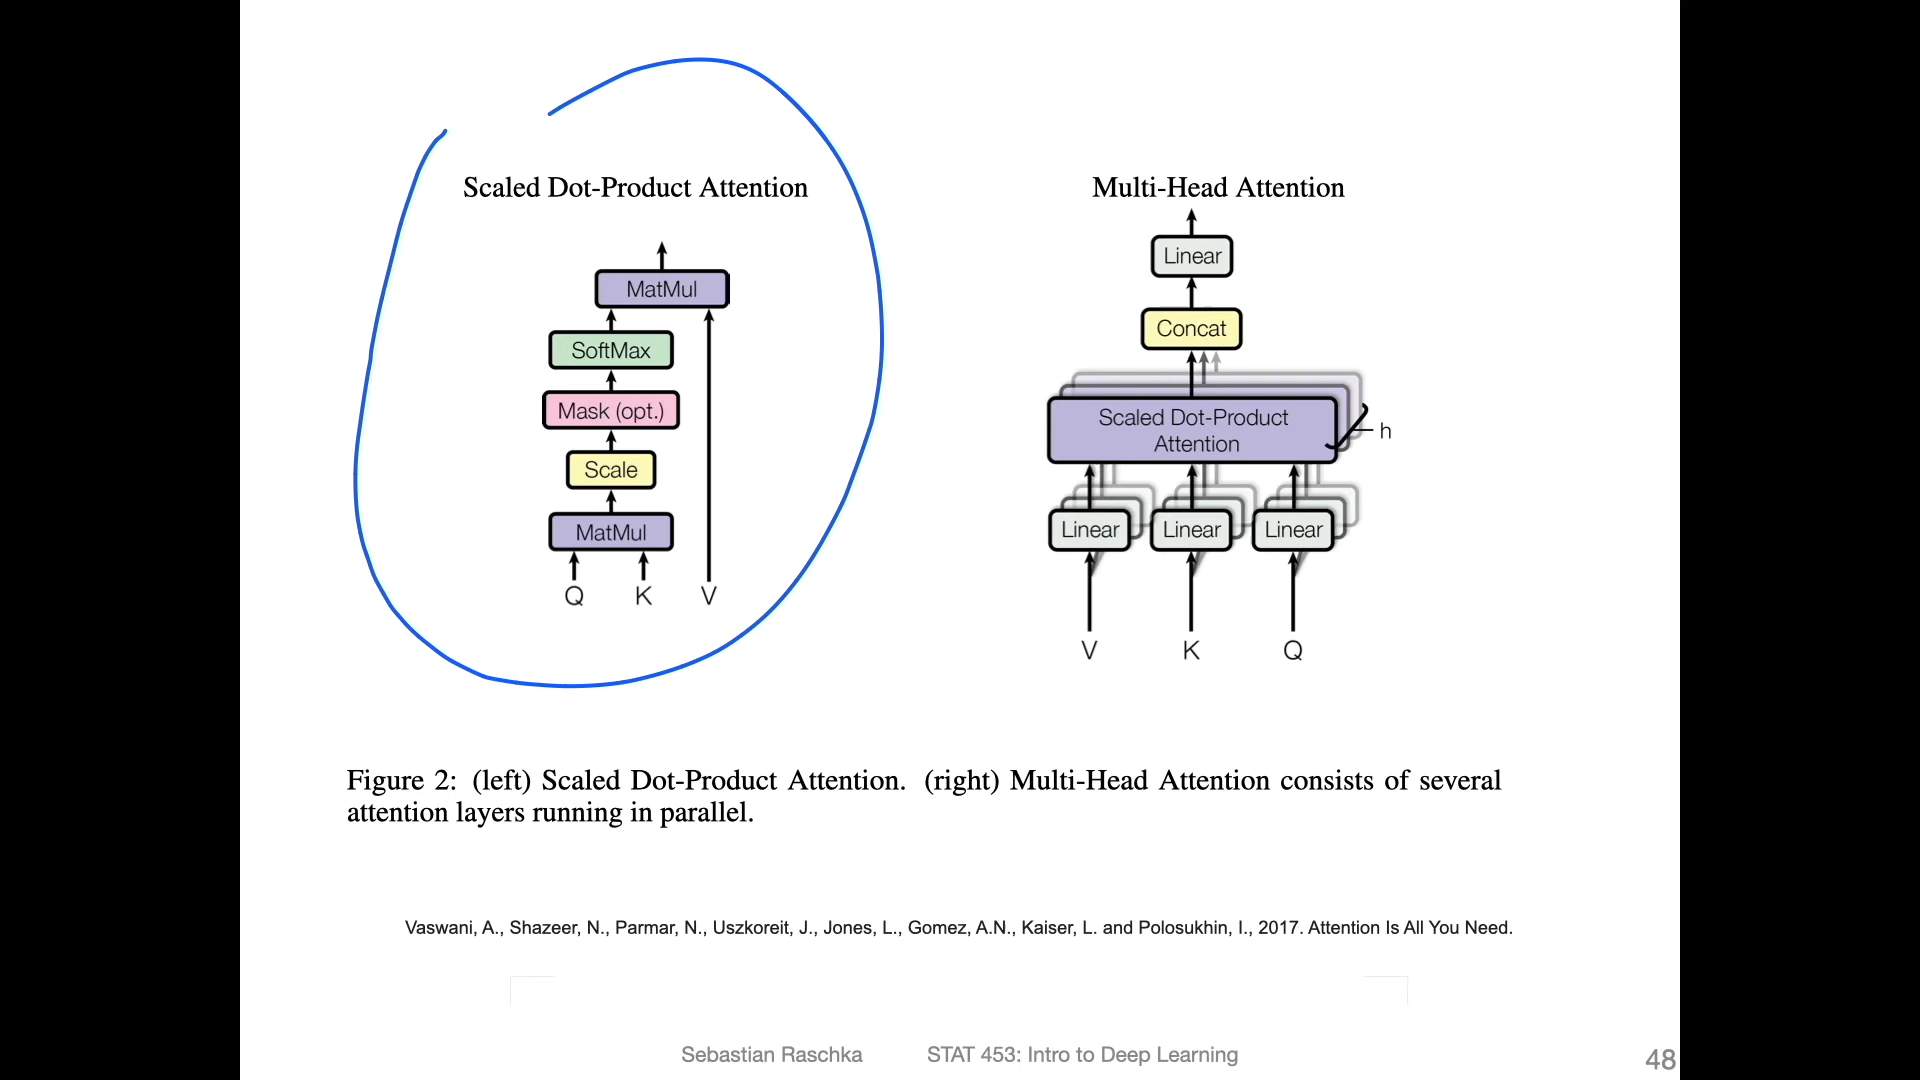 Scaled Dot-Product Attention
MatMul
SoftMax
Mask (opt.)
Scale
MatMul
Q K V
Multi-Head Attention
Linear
Concat
Scaled Dot-Product
Attention
h
Linear Linear Linear
V K Q
Figure 2: (left) Scaled Dot-Product Attention. (right) Multi-Head Attention consists of several
attention layers running in parallel.
Vaswani, A., Shazeer, N., Parmar, N., Uszkoreit, J., Jones, L., Gomez, A.N., Kaiser, L. and Polosukhin, I., 2017. Attention Is All You Need.
Sebastian Raschka STAT 453: Intro to Deep Learning 48